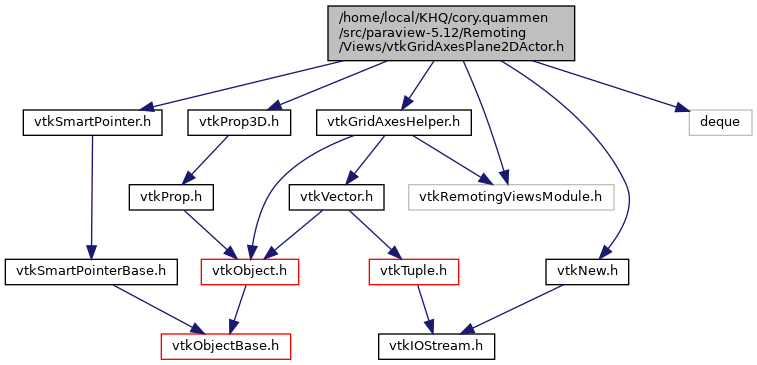 /home/local/KHQ/cory.quammen
/src/paraview-5.12/Remoting
/Views/vtkGridAxesPlane2DActor.h
vtkSmartPointer.h
vtkProp3D.h
vtkGridAxesHelper.h
deque
vtkProp.h
vtkVector.h
vtkRemotingViewsModule.h
vtkSmartPointerBase.h
vtkObject.h
vtkTuple.h
vtkNew.h
vtkObjectBase.h
vtkIOStream.h